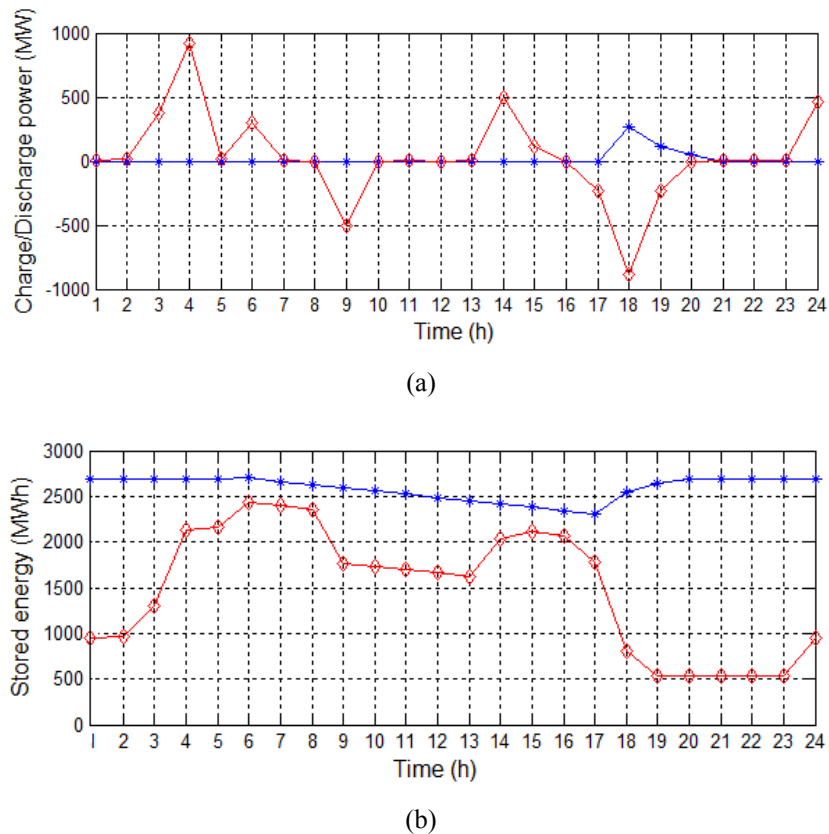 Charge/Discharge power (MW)
1000
500
0
-500
-1000
1 2 3 4 5 6 7 8 9 10 11 12 13 14 15 16 17 18 19 20 21 22 23 24
Time (h)
(a)
Stored energy (MWh)
3000
2500
2000
1500
1000
500
0
I 2 3 4 5 6 7 8 9 10 11 12 13 14 15 16 17 18 19 20 21 22 23 24
Time (h)
(b)